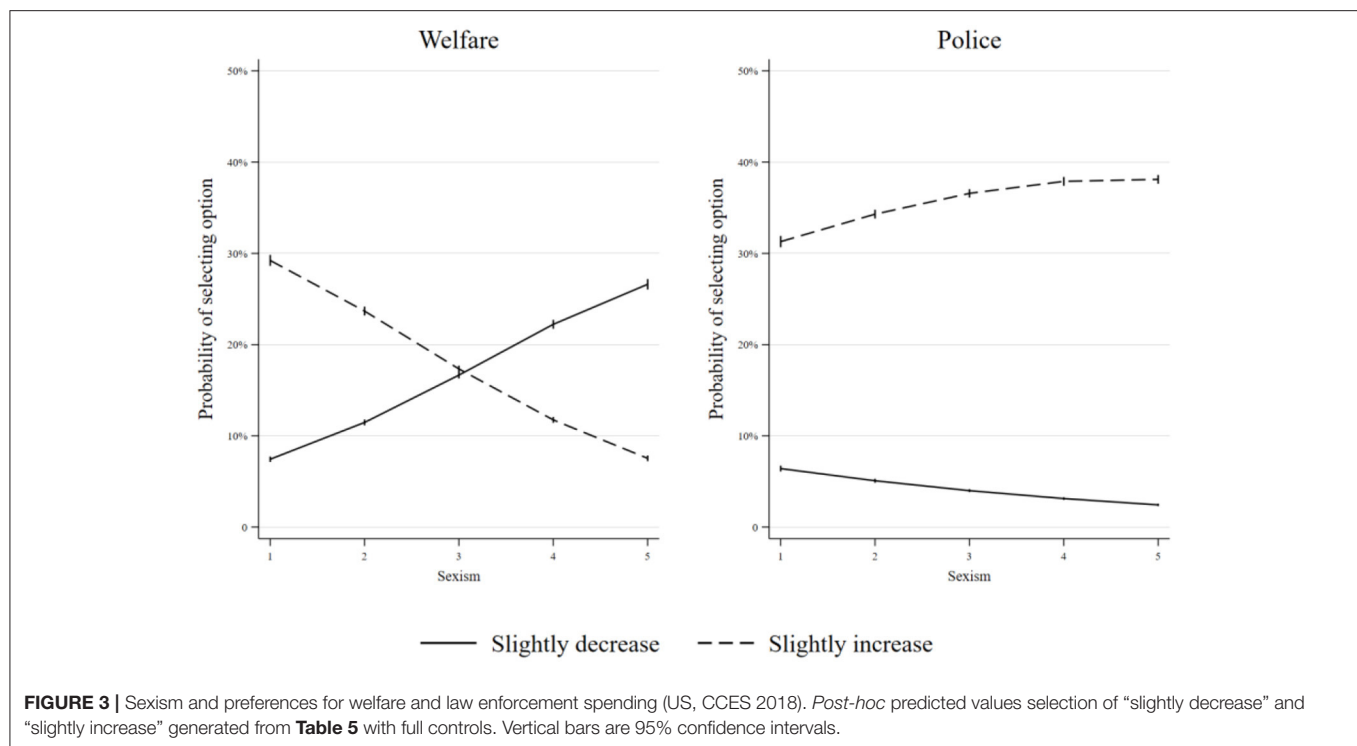 Welfare
Probability of selecting option
50%
40%
30%
20%
10%
0
1 2 3 4 5
Sexism
Police
Probability of selecting option
50%
40%
30%
20%
10%
0
1 2 3 4 5
Sexism
Slightly decrease Slightly increase
FIGURE 3 | Sexism and preferences for welfare and law enforcement spending (US, CCES 2018). Post-hoc predicted values selection of “slightly decrease” and
“slightly increase” generated from Table 5 with full controls. Vertical bars are 95% confidence intervals.